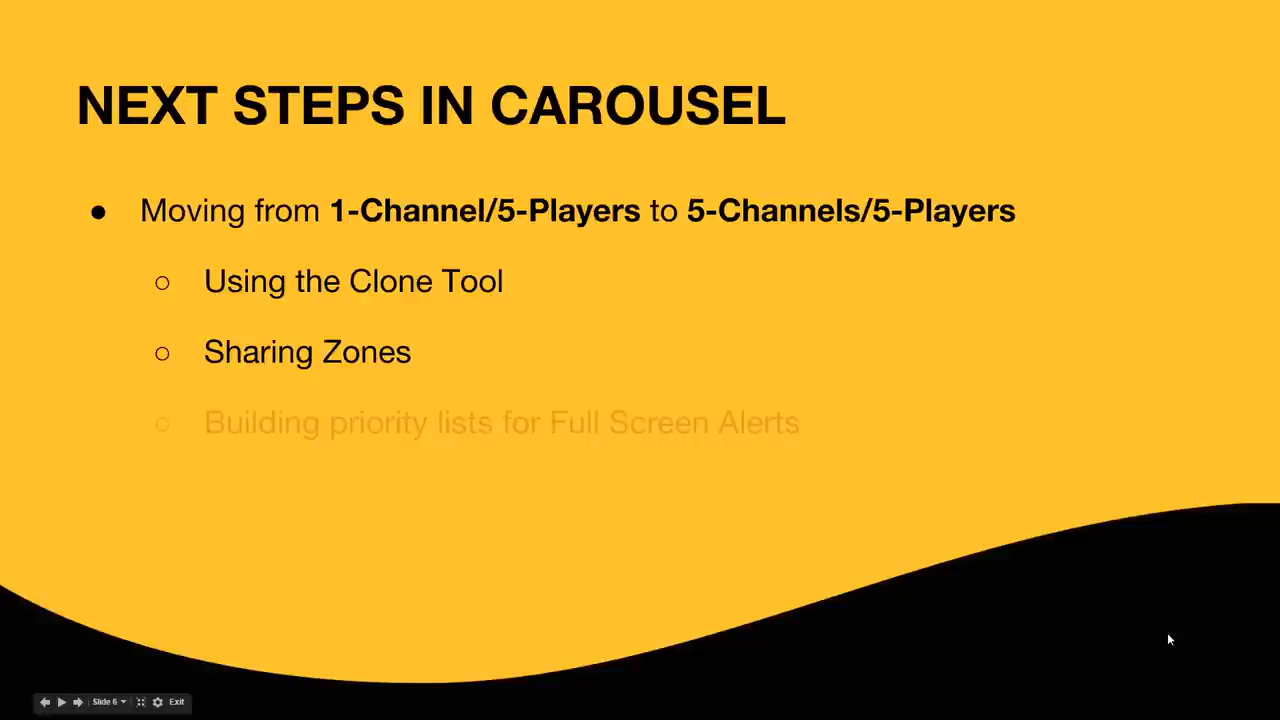 NEXT STEPS IN CAROUSEL
● Moving from 1-Channel/5-Players to 5-Channels/5-Players
○ Using the Clone Tool
○ Sharing Zones
○ Building priority lists for Full Screen Alerts
Slide 6 Exit